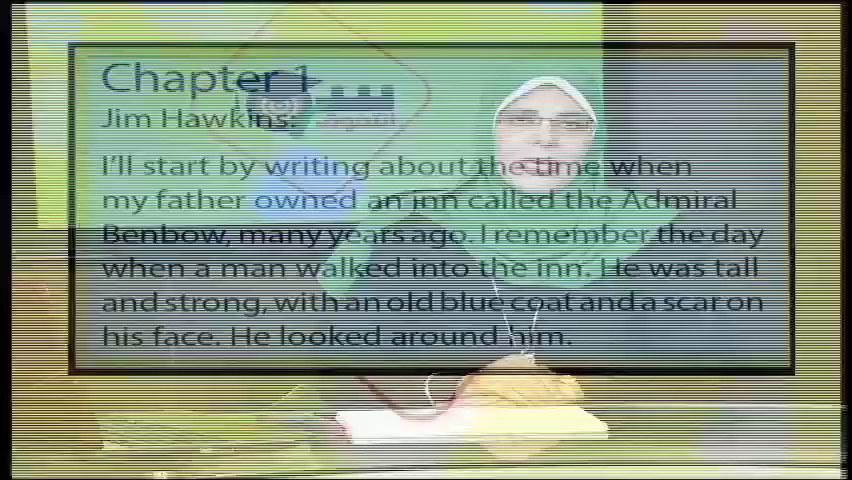 Chapter 1
Jim Hawkins:
I'll start by writing about the time when
my father owned an inn called the Admiral
Benbow, many years ago. I remember the day
when a man walked into the inn. He was tall
and strong, with an old blue coat and a scar on
his face. He looked around him.